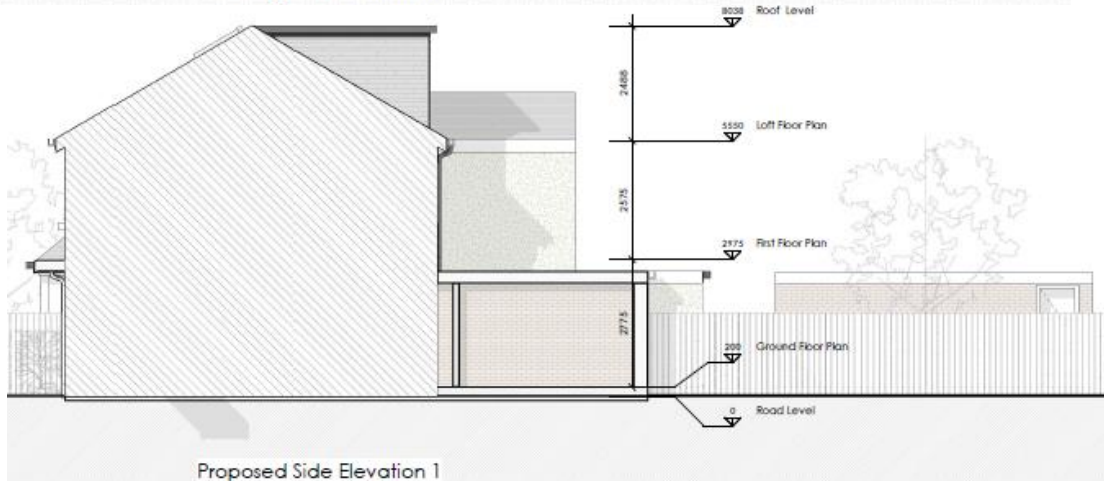 8038 Roof Level
2488
5550 Loft Floor Plan
2575
2975 First Floor Plan
2775
200 Ground Floor Plan
0 Road Level
Proposed Side Elevation 1